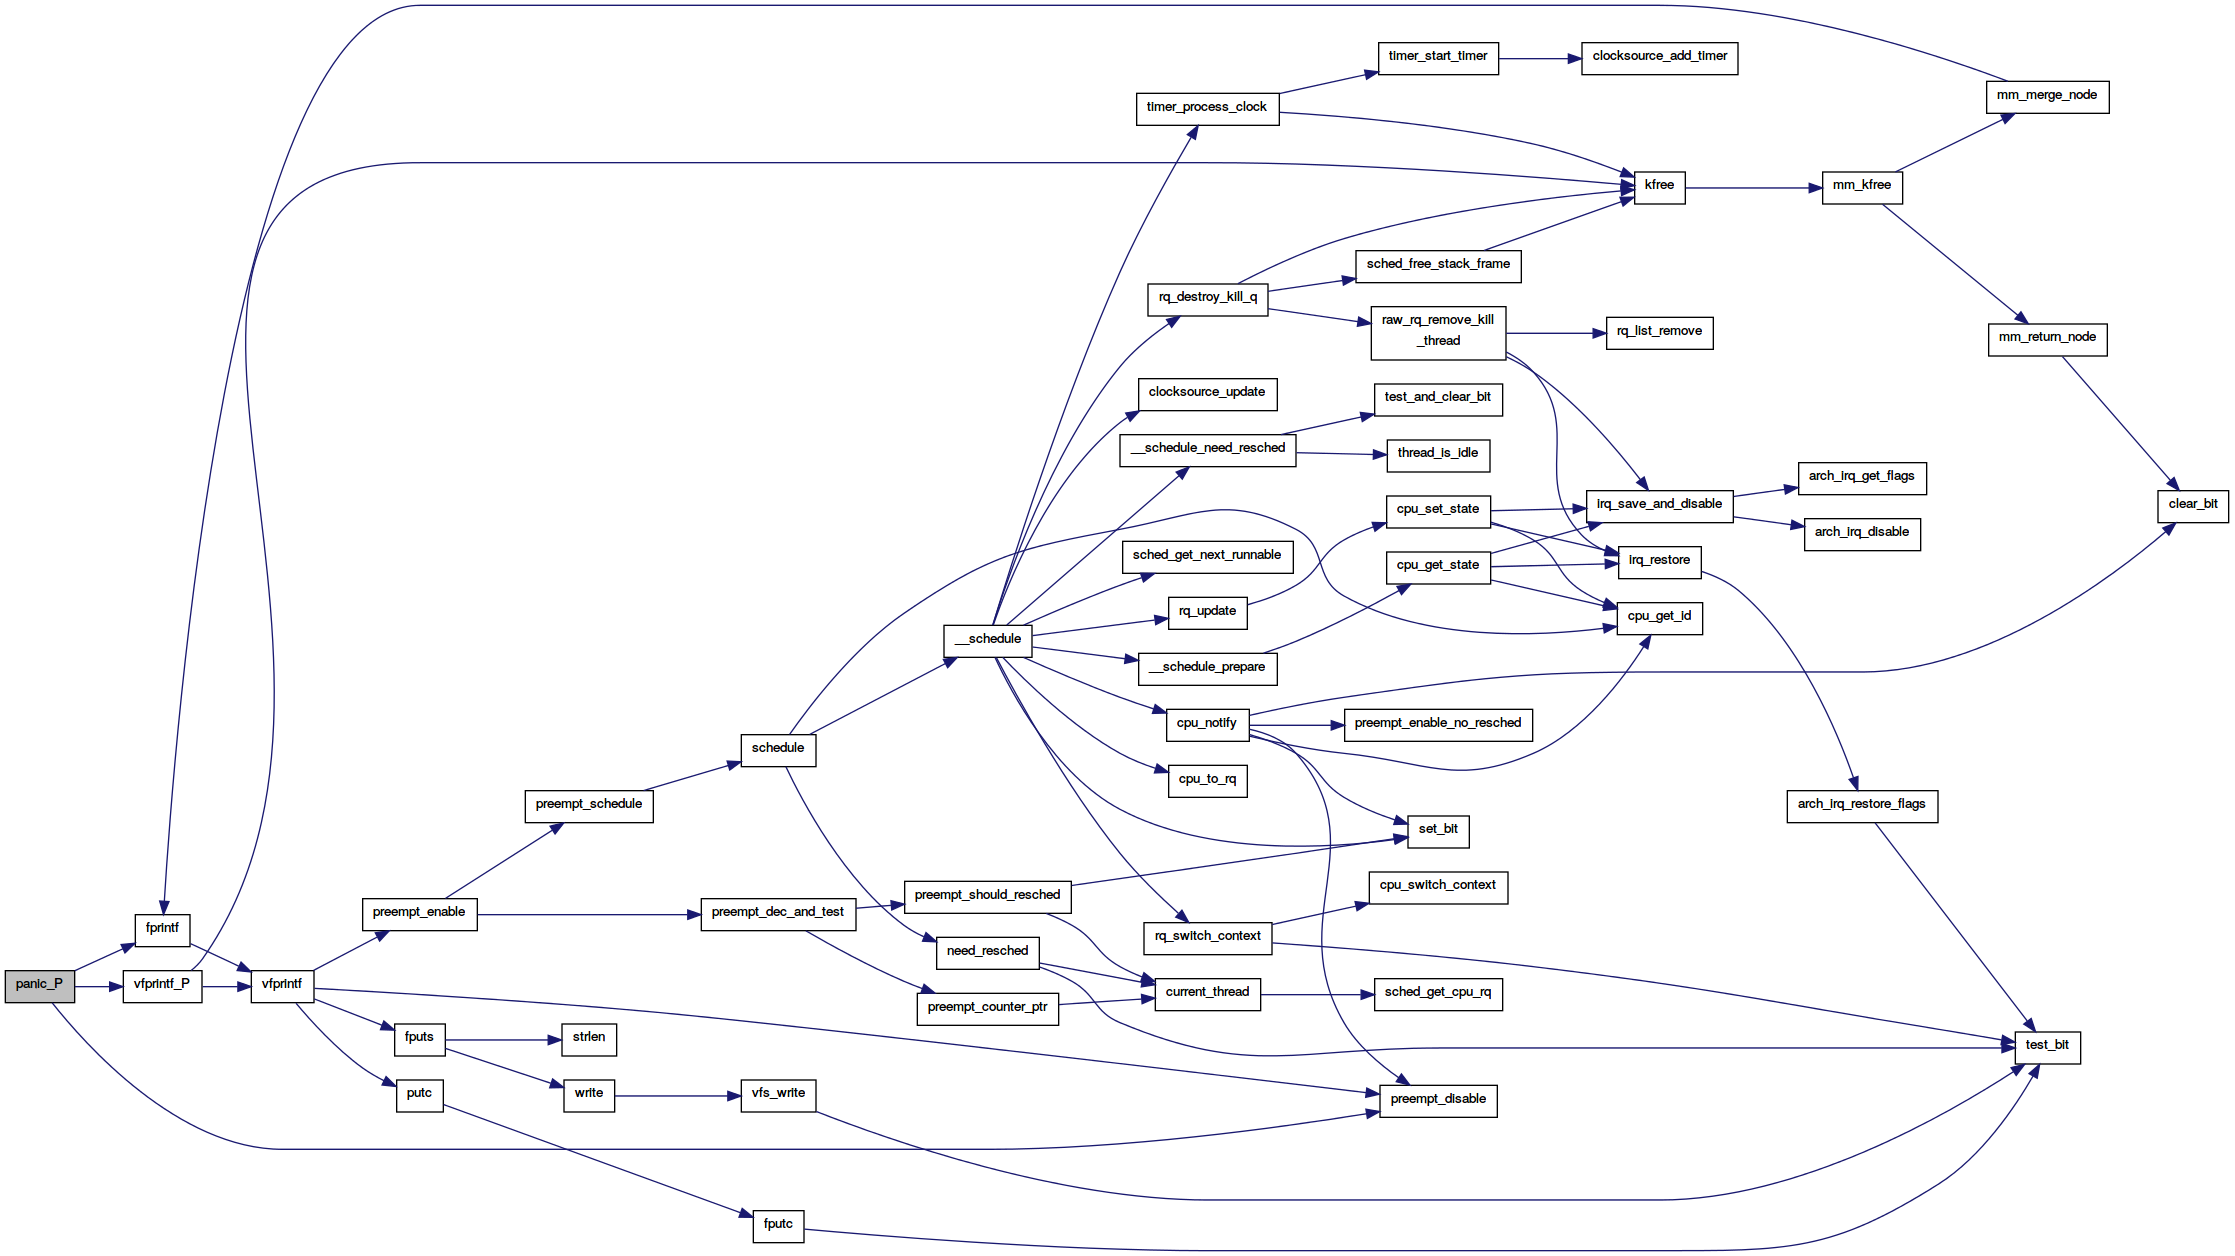 timer_start_timer
clocksource_add_timer
mm_merge_node
timer_process_clock
kfree
mm_kfree
sched_free_stack_frame
rq_destroy_kill_q
raw_rq_remove_kill
_thread
rq_list_remove
mm_return_node
clocksource_update
test_and_clear_bit
__schedule_need_resched
thread_is_idle
arch_irq_get_flags
cpu_set_state
irq_save_and_disable
clear_bit
arch_irq_disable
sched_get_next_runnable
cpu_get_state
irq_restore
rq_update
cpu_get_id
__schedule
__schedule_prepare
cpu_notify
preempt_enable_no_resched
schedule
cpu_to_rq
preempt_schedule
arch_irq_restore_flags
set_bit
cpu_switch_context
preempt_should_resched
preempt_enable
preempt_dec_and_test
fprintf
rq_switch_context
need_resched
panic_P
vfprintf_P
vfprintf
current_thread
sched_get_cpu_rq
preempt_counter_ptr
fputs
strlen
test_bit
putc
write
vfs_write
preempt_disable
fputc